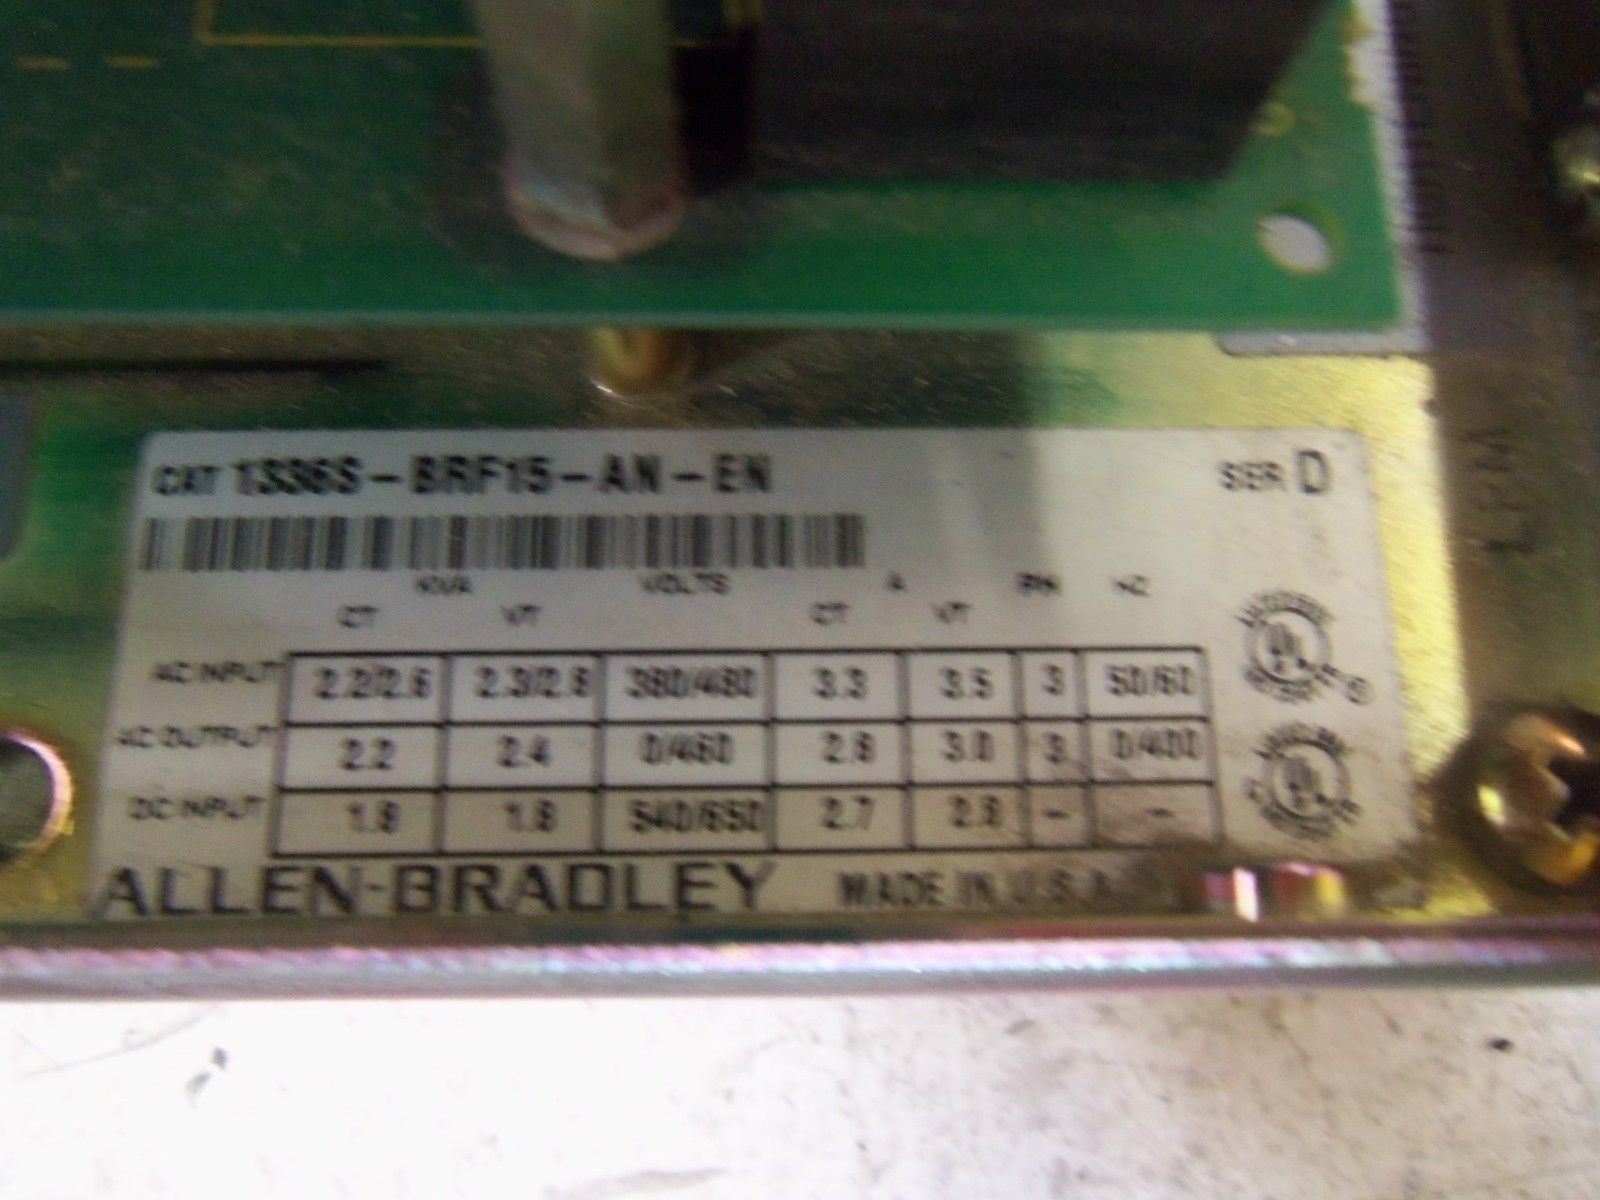 CAT 1336S-BRF15-AN-EN SER D
KVA VOLTS A PH HZ
CT VT CT VT
AC INPUT 2.2/2.6 2.3/2.8 380/480 3.3 3.5 3 50/60
AC OUTPUT 2.2 2.4 0/460 2.8 3.0 3 0/400
DC INPUT 1.8 1.8 540/650 2.7 2.8 - -
ALLEN-BRADLEY MADE IN U.S.A.
UL
UL